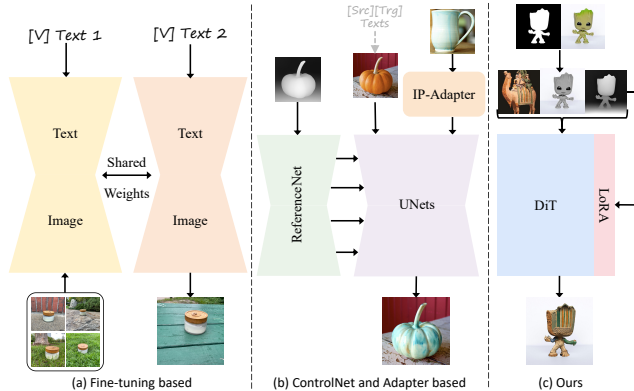 [V] Text 1
[V] Text 2
Text
Text
Shared
Weights
Image
Image
(a) Fine-tuning based
[Src][Trg]
Texts
IP-Adapter
ReferenceNet
UNets
(b) ControlNet and Adapter based
DiT
LoRA
(c) Ours